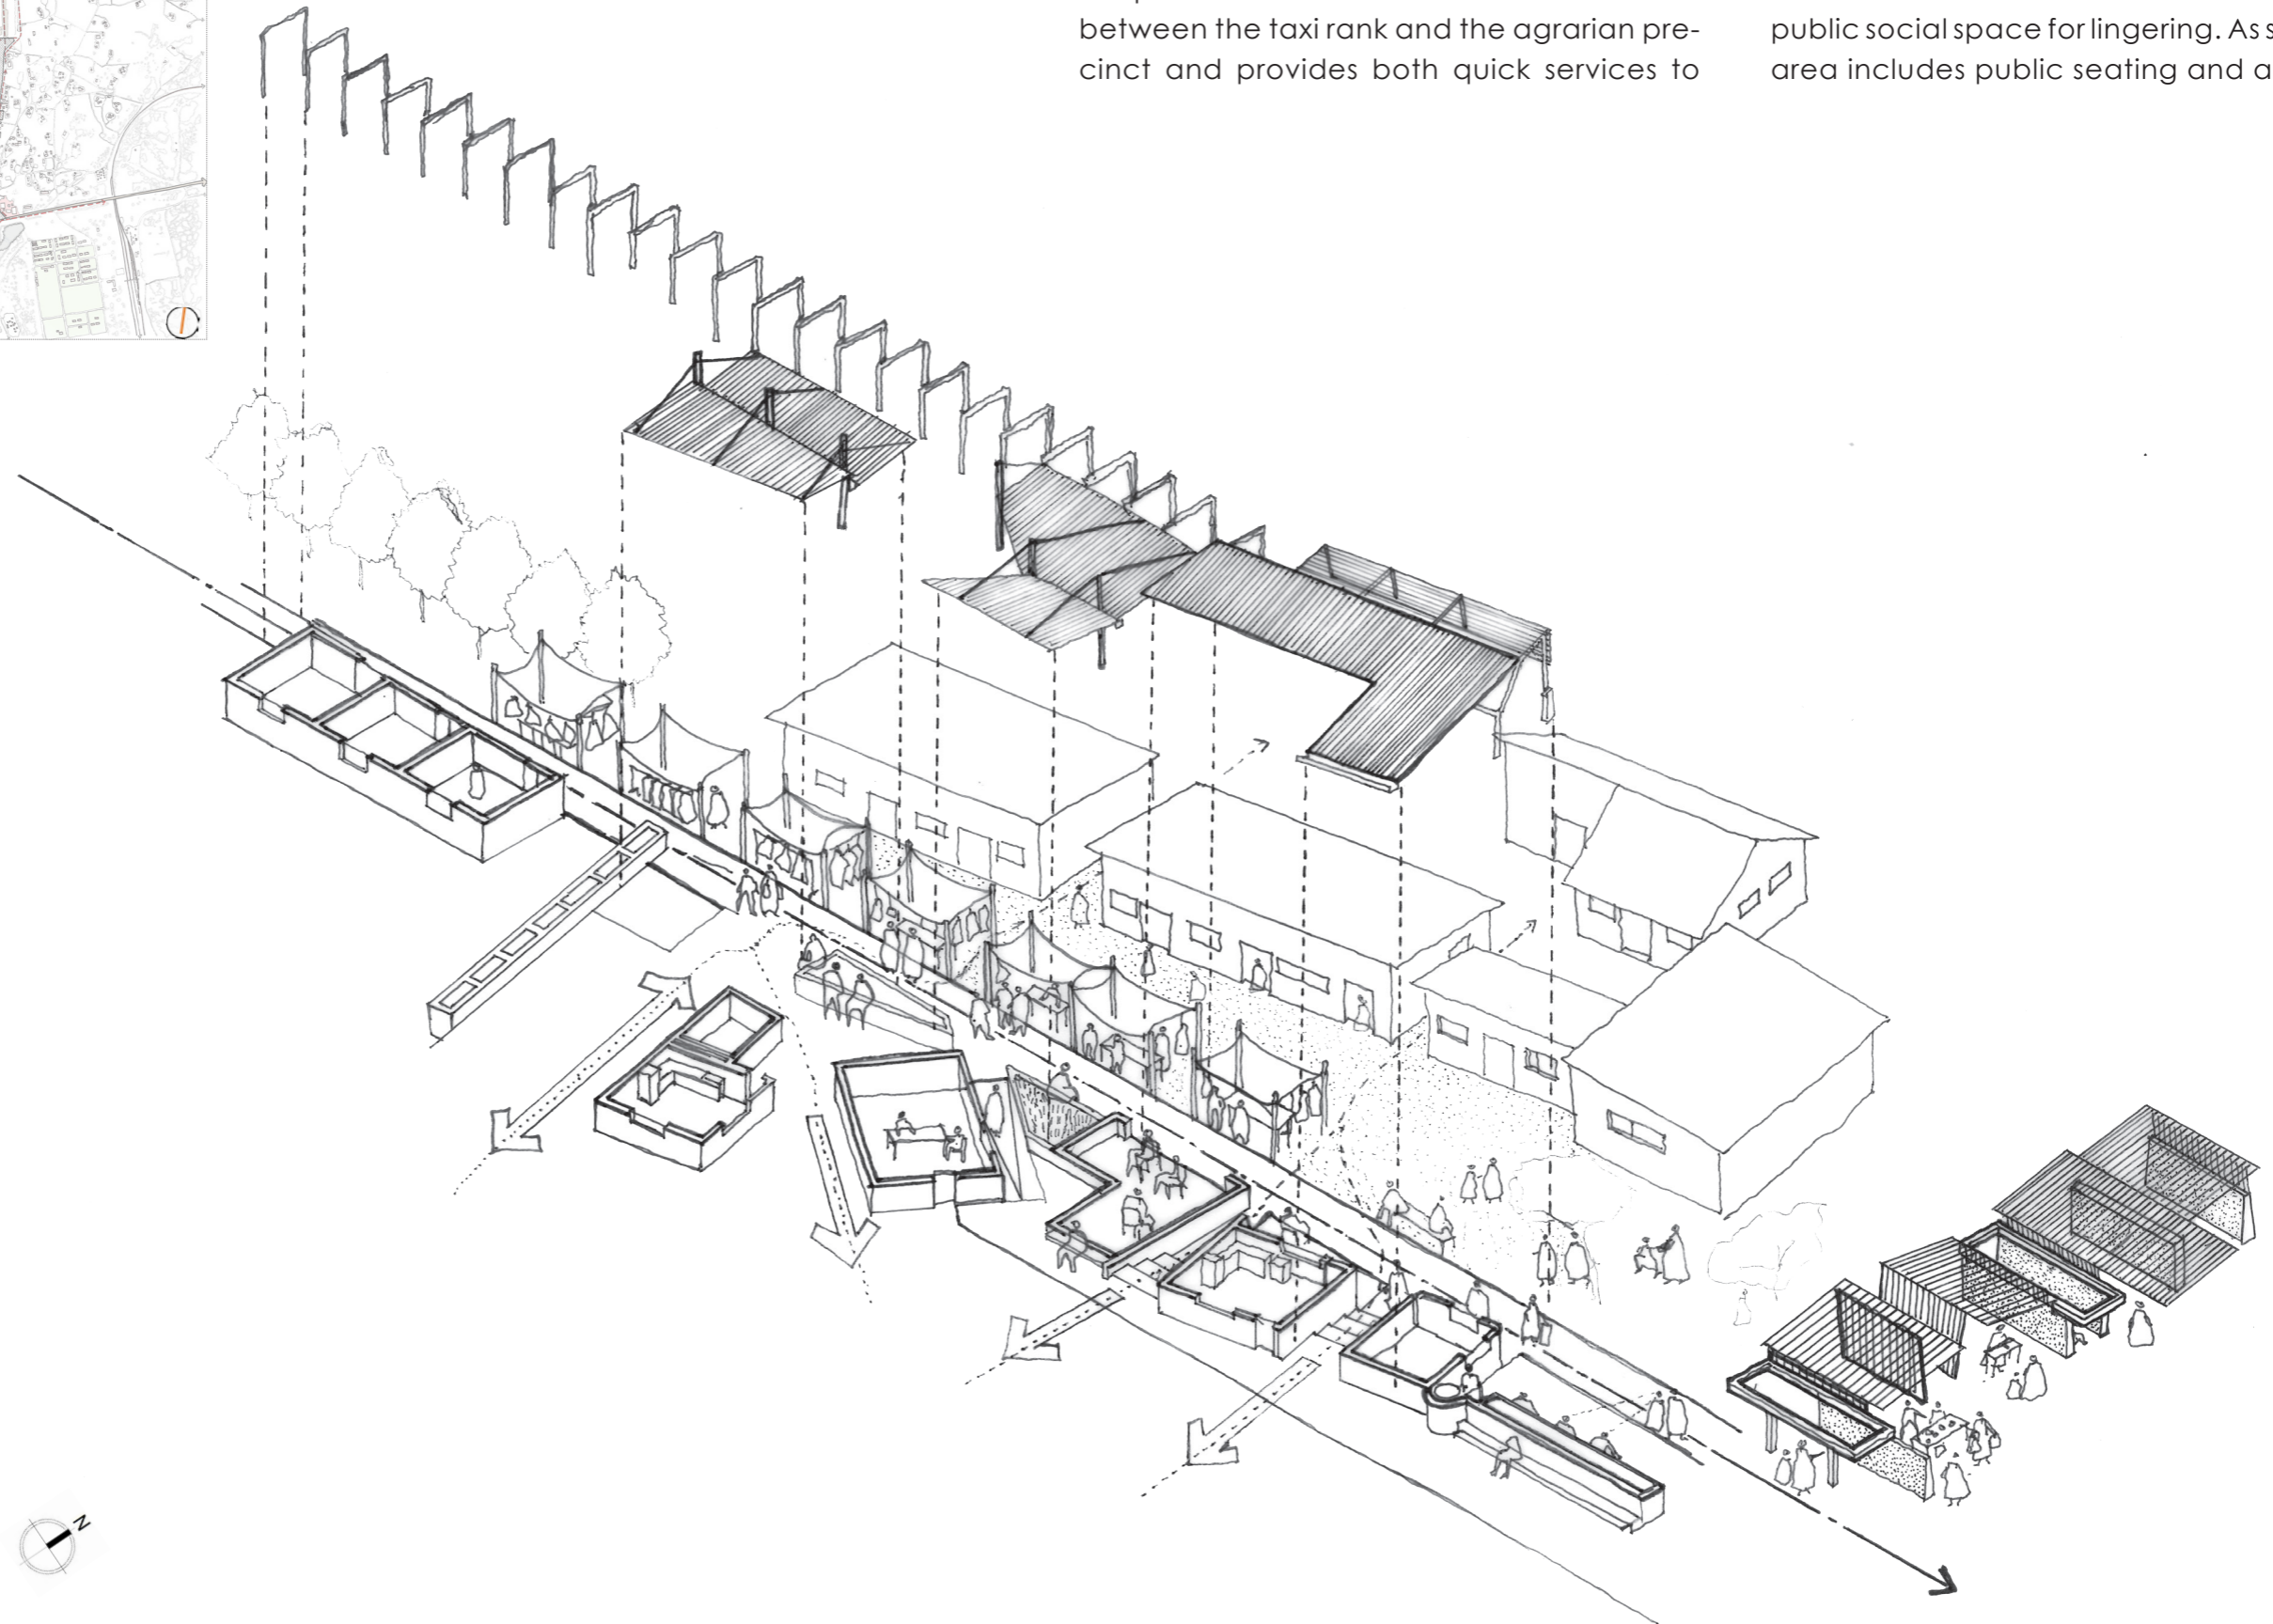 between the taxi rank and the agrarian pre-
cinct and provides both quick services to
public social space for lingering. As s
area includes public seating and a
N